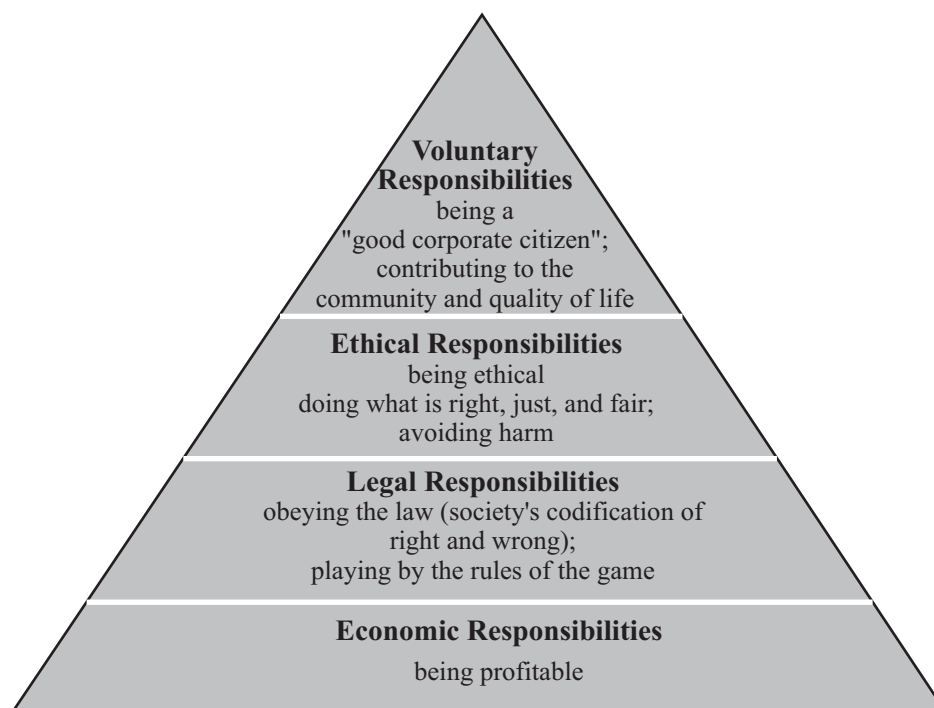 Voluntary
Responsibilities
being a
"good corporate citizen";
contributing to the
community and quality of life
Ethical Responsibilities
being ethical
doing what is right, just, and fair;
avoiding harm
Legal Responsibilities
obeying the law (society's codification of
right and wrong);
playing by the rules of the game
Economic Responsibilities
being profitable